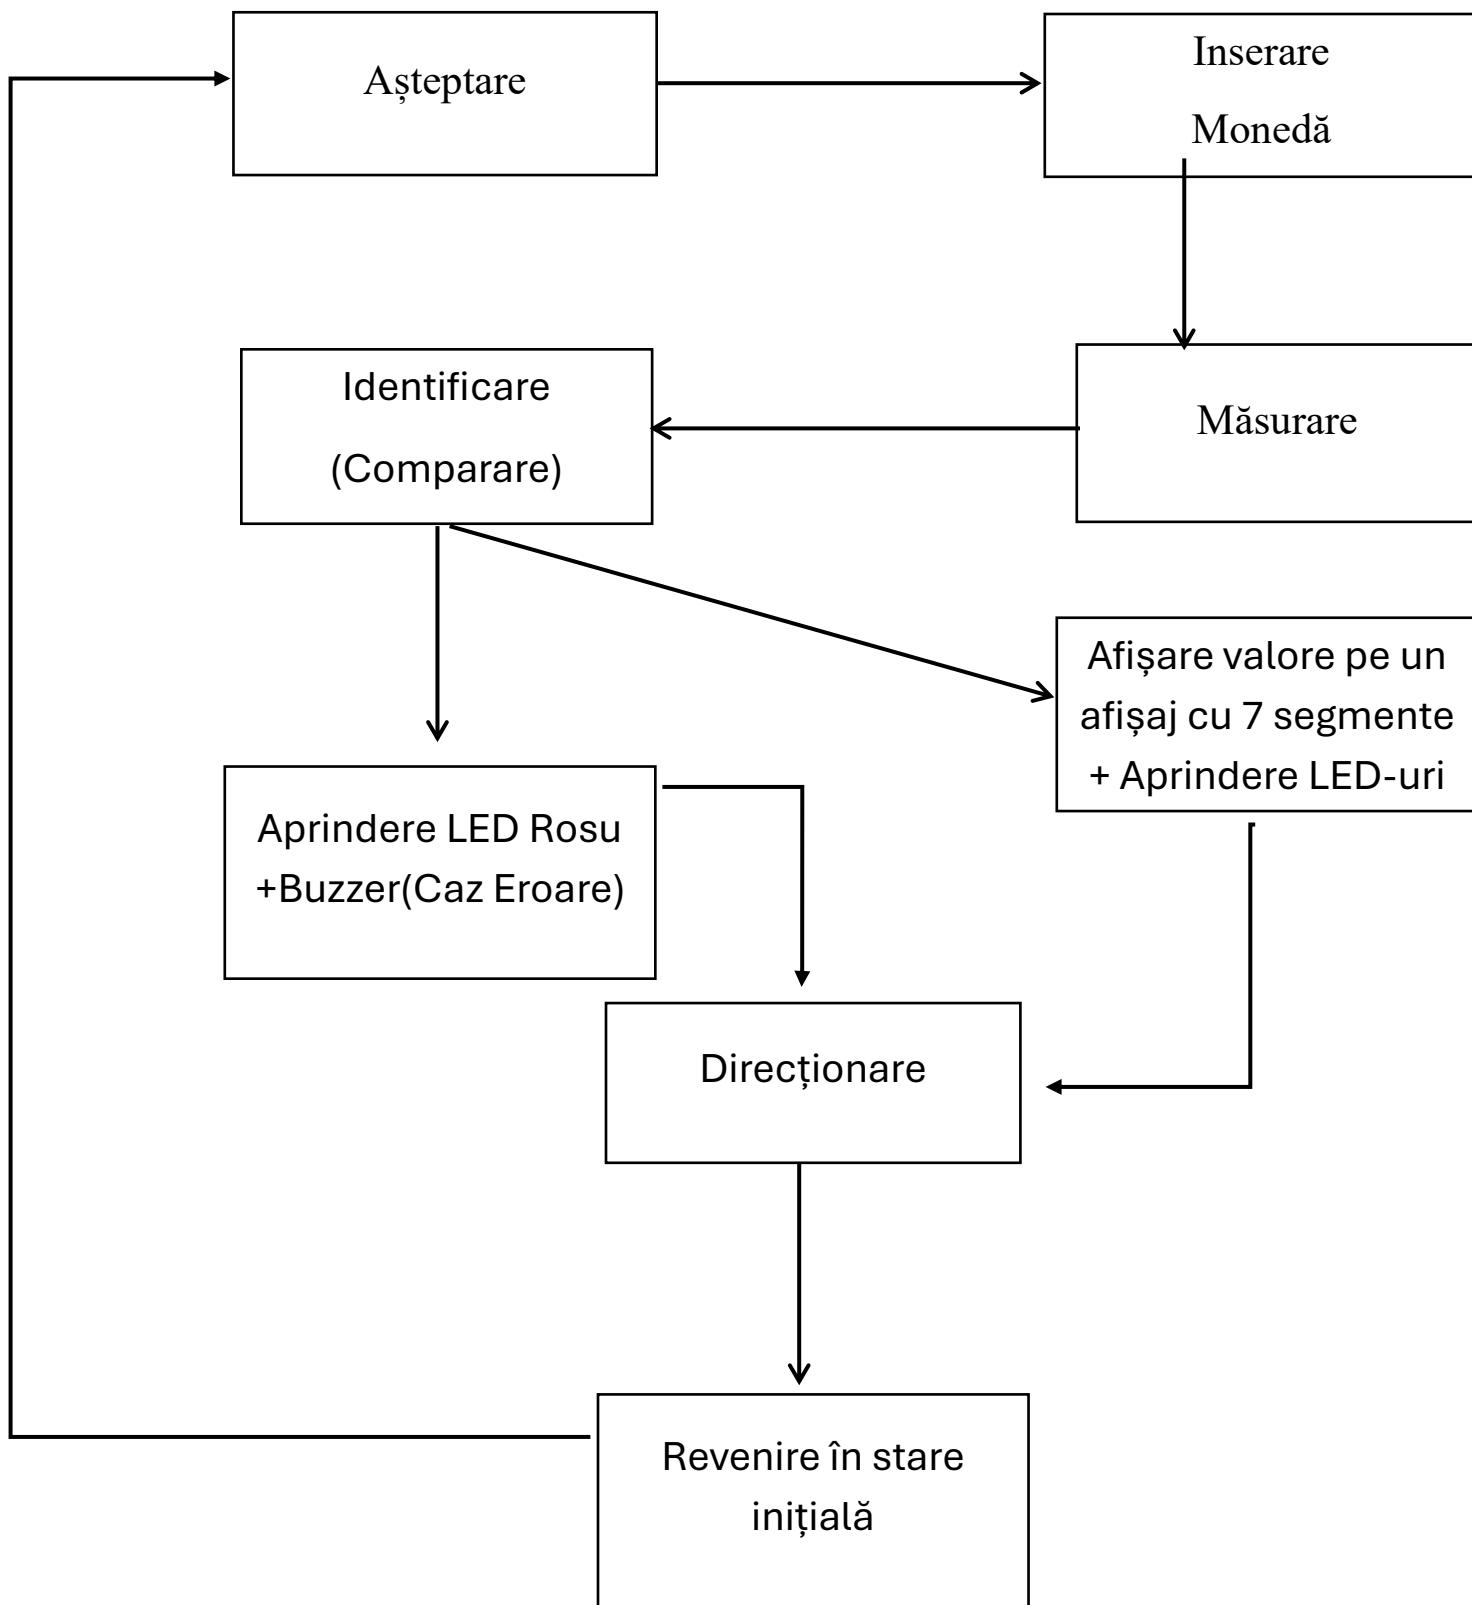 Așteptare
Inserare
Monedă
Măsurare
Identificare
(Comparare)
Afișare valore pe un
afișaj cu 7 segmente
+ Aprindere LED-uri
Aprindere LED Rosu
+Buzzer(Caz Eroare)
Direcționare
Revenire în stare
inițială